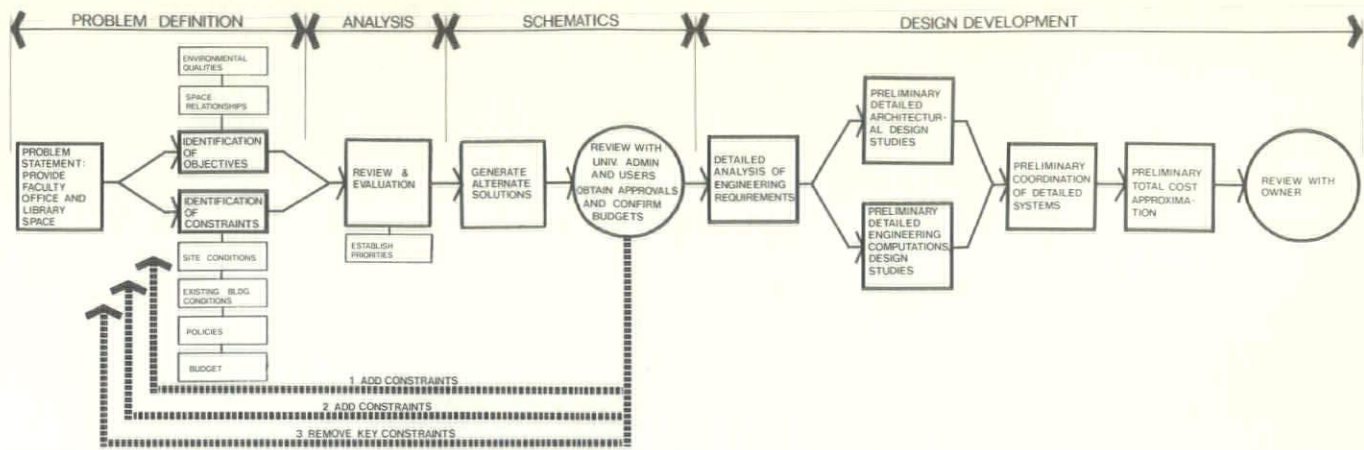 PROBLEM DEFINITION
ANALYSIS
SCHEMATICS
DESIGN DEVELOPMENT
ENVIRONMENTAL
QUALITIES
SPACE
RELATIONSHIPS
PROBLEM
STATEMENT:
PROVIDE
FACULTY
OFFICE AND
LIBRARY
SPACE
IDENTIFICATION
OF
OBJECTIVES
IDENTIFICATION
OF
CONSTRAINTS
SITE CONDITIONS
EXISTING BLDG
CONDITIONS
POLICIES
BUDGET
REVIEW &
EVALUATION
ESTABLISH
PRIORITIES
GENERATE
ALTERNATE
SOLUTIONS
REVIEW WITH
UNIV. ADMIN
AND USERS
OBTAIN APPROVALS
AND CONFIRM
BUDGETS
DETAILED
ANALYSIS OF
ENGINEERING
REQUIREMENTS
PRELIMINARY
DETAILED
ARCHITECTUR-
AL DESIGN
STUDIES
PRELIMINARY
DETAILED
ENGINEERING
COMPUTATIONS,
DESIGN
STUDIES
PRELIMINARY
COORDINATION
OF DETAILED
SYSTEMS
PRELIMINARY
TOTAL COST
APPROXIMA-
TION
REVIEW WITH
OWNER
1 ADD CONSTRAINTS
2 ADD CONSTRAINTS
3 REMOVE KEY CONSTRAINTS